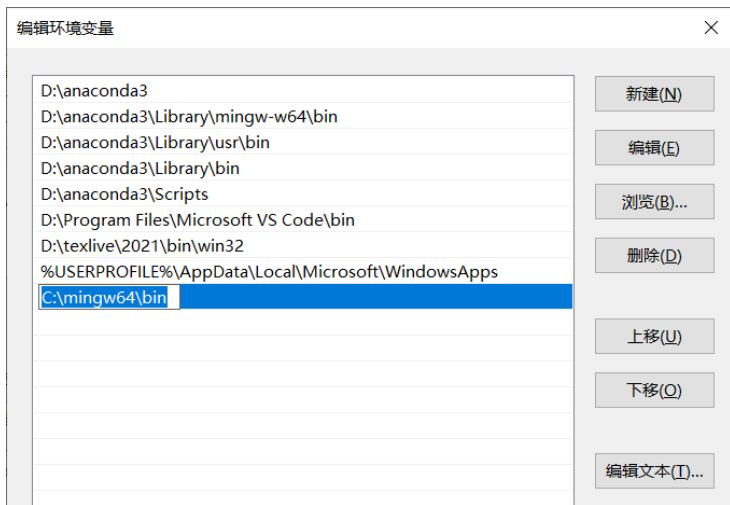 编辑环境变量
D:\anaconda3
D:\anaconda3\Library\mingw-w64\bin
D:\anaconda3\Library\usr\bin
D:\anaconda3\Library\bin
D:\anaconda3\Scripts
D:\Program Files\Microsoft VS Code\bin
D:\texlive\2021\bin\win32
%USERPROFILE%\AppData\Local\Microsoft\WindowsApps
C:\mingw64\bin
新建(N)
编辑(E)
浏览(B)...
删除(D)
上移(U)
下移(O)
编辑文本(T)...